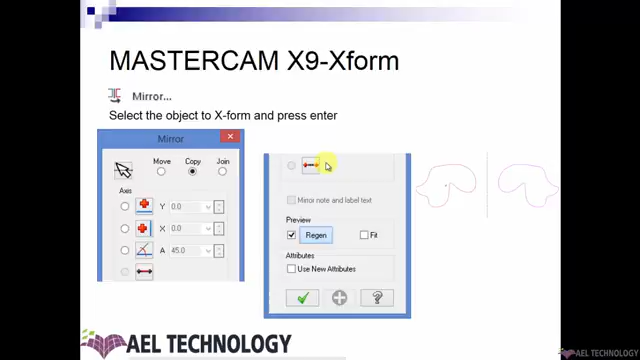 MASTERCAM X9-Xform
Mirror...
Select the object to X-form and press enter
Mirror
Move Copy Join
Axis
Y 0.0
X 0.0
A 45.0
Mirror note and label text
Preview
Regen Fit
Attributes
Use New Attributes
AEL TECHNOLOGY
AEL TECHNOLOGY